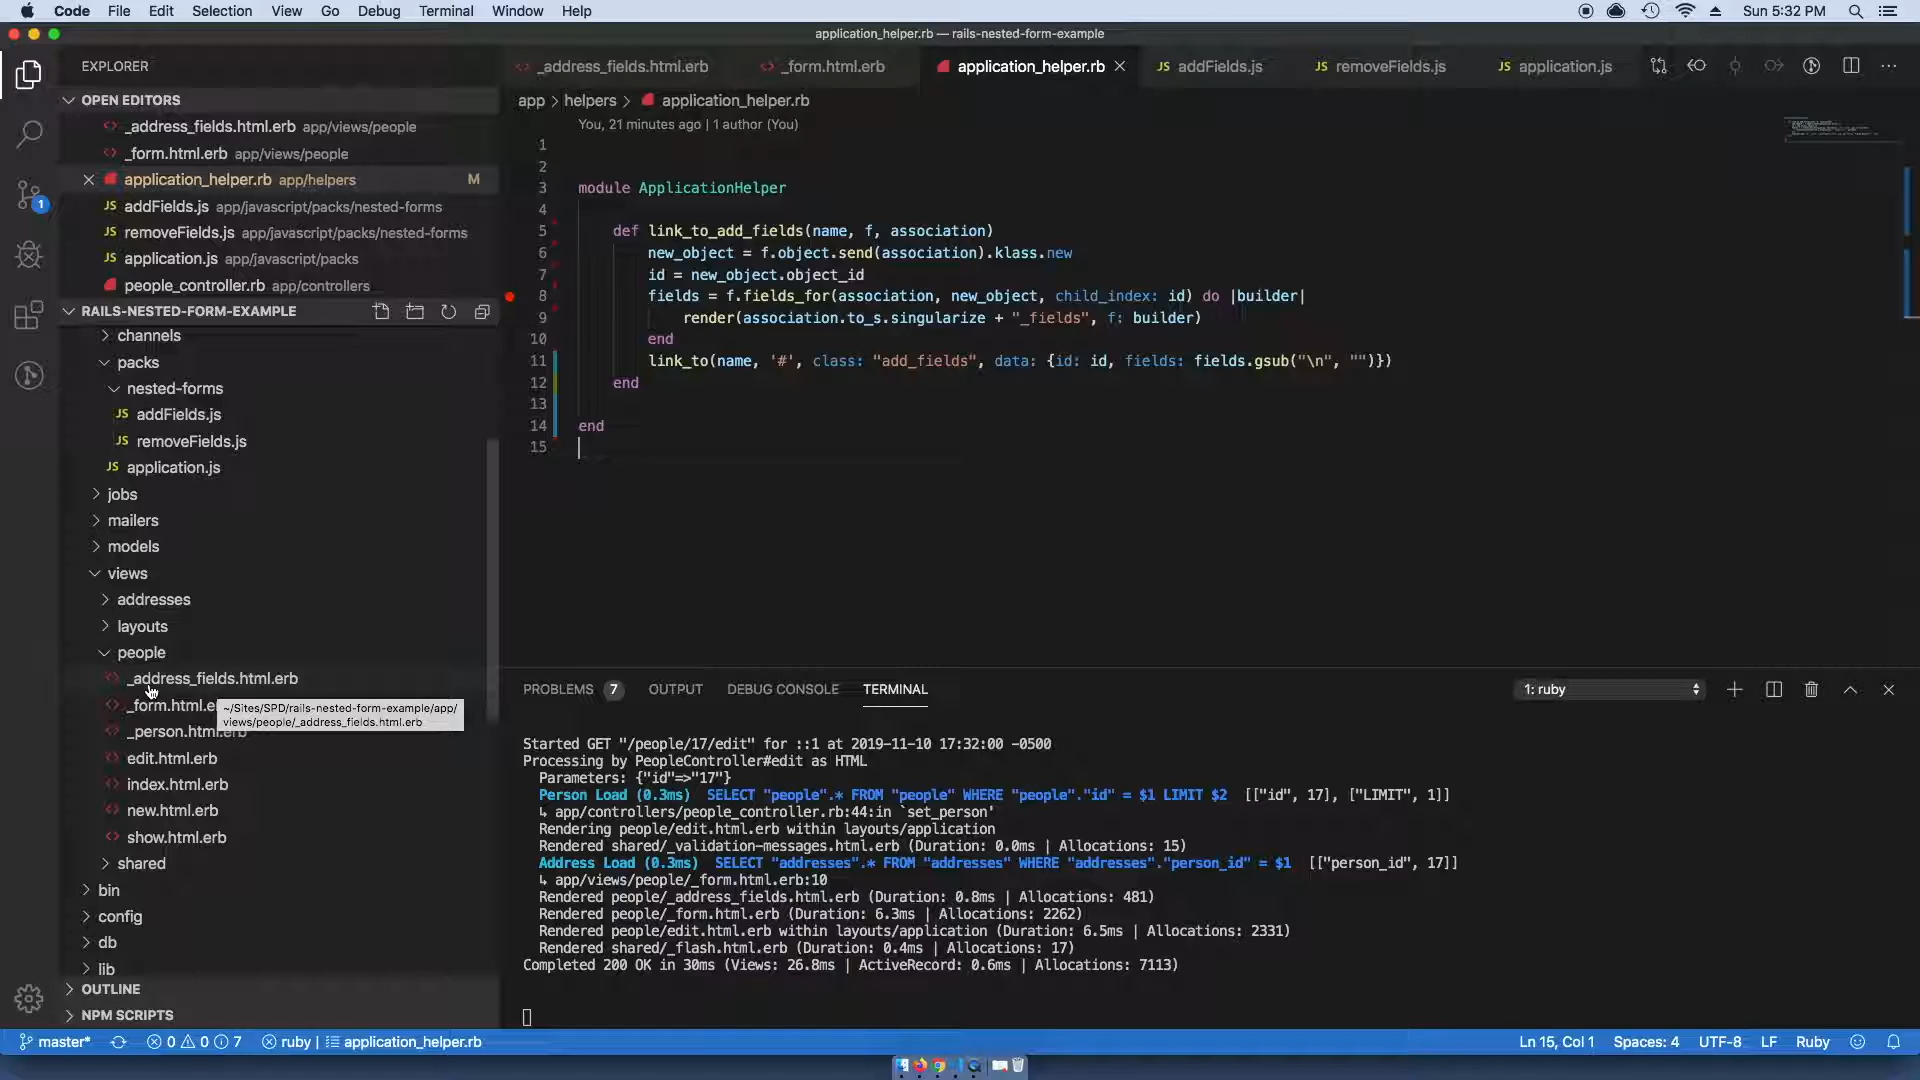 Code File Edit Selection View Go Debug Terminal Window Help Sun 5:32 PM
application_helper.rb — rails-nested-form-example
EXPLORER
OPEN EDITORS
_address_fields.html.erb app/views/people
_form.html.erb app/views/people
application_helper.rb app/helpers M
JS addFields.js app/javascript/packs/nested-forms
JS removeFields.js app/javascript/packs/nested-forms
JS application.js app/javascript/packs
people_controller.rb app/controllers
1
RAILS-NESTED-FORM-EXAMPLE
channels
packs
nested-forms
JS addFields.js
JS removeFields.js
JS application.js
jobs
mailers
models
views
addresses
layouts
people
_address_fields.html.erb
_form.html.e
~/Sites/SPD/rails-nested-form-example/app/
views/people/_address_fields.html.erb
_person.html.erb
edit.html.erb
index.html.erb
new.html.erb
show.html.erb
shared
bin
config
db
lib
OUTLINE
NPM SCRIPTS
_address_fields.html.erb _form.html.erb application_helper.rb JS addFields.js JS removeFields.js JS application.js
app > helpers > application_helper.rb
You, 21 minutes ago | 1 author (You)
1
2
3 module ApplicationHelper
4
5 def link_to_add_fields(name, f, association)
6 new_object = f.object.send(association).klass.new
7 id = new_object.object_id
8 fields = f.fields_for(association, new_object, child_index: id) do |builder|
9 render(association.to_s.singularize + "_fields", f: builder)
10 end
11 link_to(name, '#', class: "add_fields", data: {id: id, fields: fields.gsub("\n", "")})
12 end
13
14 end
15
PROBLEMS 7 OUTPUT DEBUG CONSOLE TERMINAL 1: ruby
Started GET "/people/17/edit" for ::1 at 2019-11-10 17:32:00 -0500
Processing by PeopleController#edit as HTML
Parameters: {"id"=>"17"}
Person Load (0.3ms) SELECT "people".* FROM "people" WHERE "people"."id" = $1 LIMIT $2 [["id", 17], ["LIMIT", 1]]
↳ app/controllers/people_controller.rb:44:in `set_person'
Rendering people/edit.html.erb within layouts/application
Rendered shared/_validation-messages.html.erb (Duration: 0.0ms | Allocations: 15)
Address Load (0.3ms) SELECT "addresses".* FROM "addresses" WHERE "addresses"."person_id" = $1 [["person_id", 17]]
↳ app/views/people/_form.html.erb:10
Rendered people/_address_fields.html.erb (Duration: 0.8ms | Allocations: 481)
Rendered people/_form.html.erb (Duration: 6.3ms | Allocations: 2262)
Rendered people/edit.html.erb within layouts/application (Duration: 6.5ms | Allocations: 2331)
Rendered shared/_flash.html.erb (Duration: 0.4ms | Allocations: 17)
Completed 200 OK in 30ms (Views: 26.8ms | ActiveRecord: 0.6ms | Allocations: 7113)
master* 0 0 7 ruby | application_helper.rb Ln 15, Col 1 Spaces: 4 UTF-8 LF Ruby